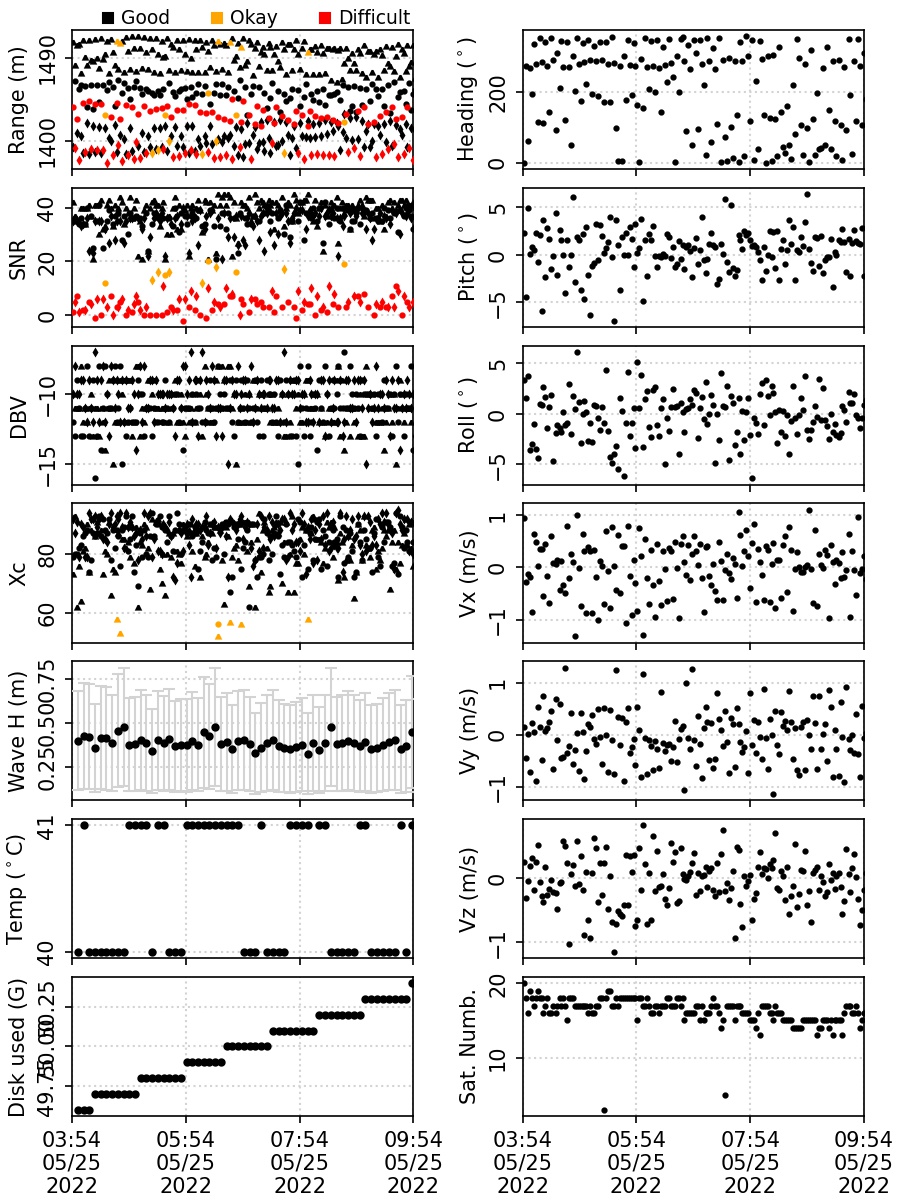 Good Okay Difficult
Range (m)
1490
1400
Heading (°)
200
0
SNR
40
20
0
Pitch (°)
5
0
−5
DBV
−10
−15
Roll (°)
5
0
−5
Xc
80
60
Vx (m/s)
1
0
−1
Wave H (m)
0.75
0.50
0.25
Vy (m/s)
1
0
−1
Temp (°C)
41
40
Vz (m/s)
0
−1
Disk used (G)
50.25
50.00
49.75
Sat. Numb.
20
10
03:54 05:54 07:54 09:54
05/25 05/25 05/25 05/25
2022 2022 2022 2022
03:54 05:54 07:54 09:54
05/25 05/25 05/25 05/25
2022 2022 2022 2022